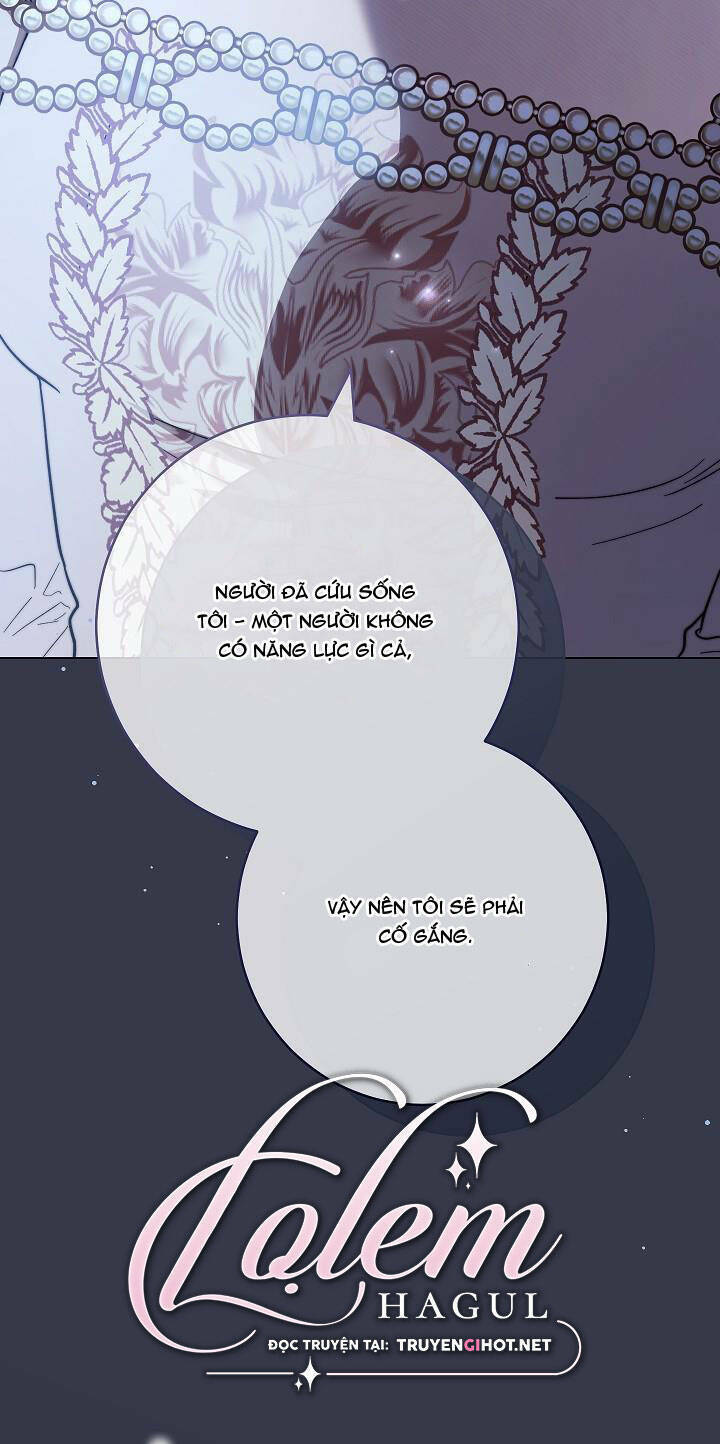 NGƯỜI ĐÃ CỨU SỐNG
TÔI – MỘT NGƯỜI KHÔNG
CÓ NĂNG LỰC GÌ CẢ,
VẬY NÊN TÔI SẼ PHẢI
CỐ GẮNG.
Lọlem
HAGUL
ĐỌC TRUYỆN TẠI: TRUYENGIHOT.NET